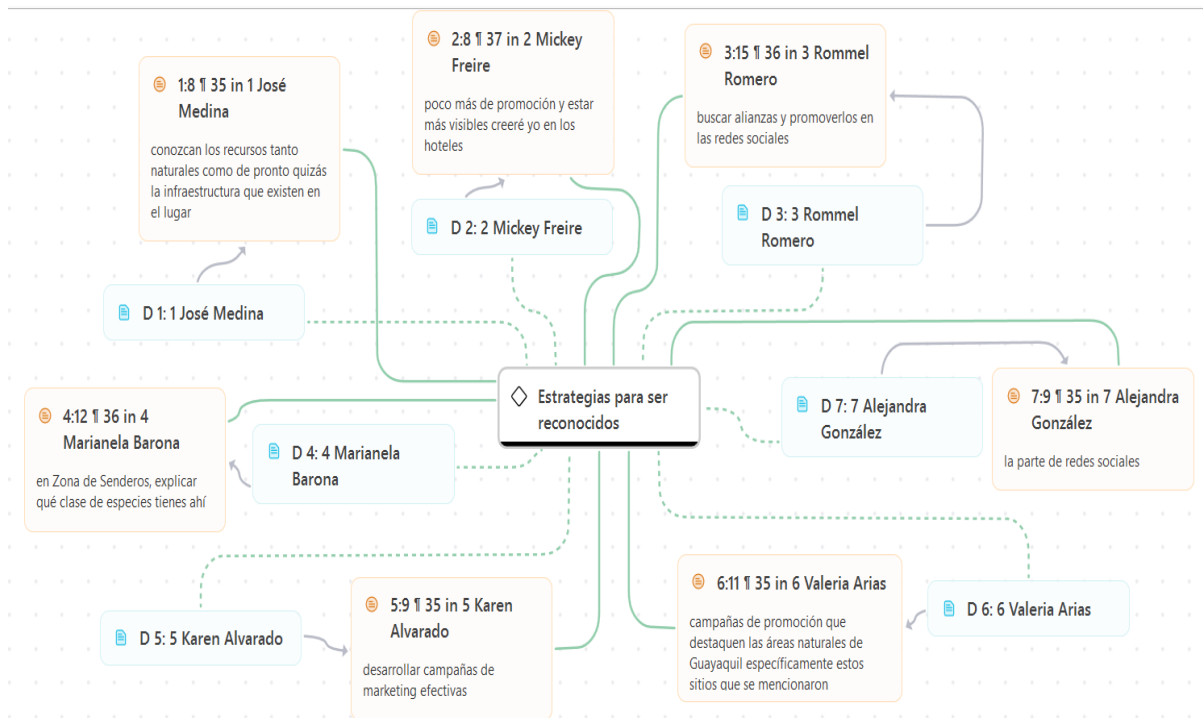 2:8 ¶ 37 in 2 Mickey
Freire
poco más de promoción y estar
más visibles creeré yo en los
hoteles
3:15 ¶ 36 in 3 Rommel
Romero
buscar alianzas y promoverlos en
las redes sociales
1:8 ¶ 35 in 1 José
Medina
conozcan los recursos tanto
naturales como de pronto quizás
la infraestructura que existen en
el lugar
D 2: 2 Mickey Freire
D 3: 3 Rommel
Romero
D 1: 1 José Medina
Estrategias para ser
reconocidos
4:12 ¶ 36 in 4
Marianela Barona
en Zona de Senderos, explicar
qué clase de especies tienes ahí
D 4: 4 Marianela
Barona
D 7: 7 Alejandra
González
7:9 ¶ 35 in 7 Alejandra
González
la parte de redes sociales
D 5: 5 Karen Alvarado
5:9 ¶ 35 in 5 Karen
Alvarado
desarrollar campañas de
marketing efectivas
6:11 ¶ 35 in 6 Valeria Arias
campañas de promoción que
destaquen las áreas naturales de
Guayaquil específicamente estos
sitios que se mencionaron
D 6: 6 Valeria Arias